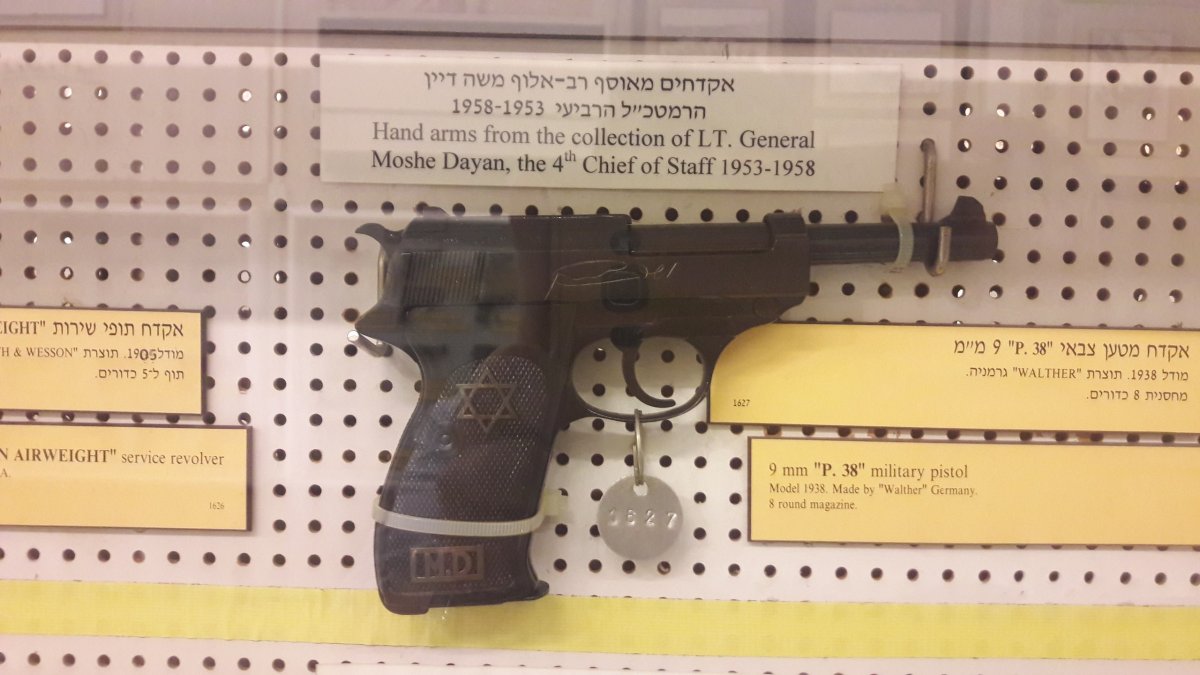 אקדחים מאוסף רב-אלוף משה דיין
הרמטכ״ל הרביעי 1953-1958
Hand arms from the collection of LT. General
Moshe Dayan, the 4th Chief of Staff 1953-1958
אקדח תופי שירות "EIGHT
מודל 1905. תוצרת "TH & WESSON
תוף ל־5 כדורים.
N AIRWEIGHT" service revolver
A.
1626
אקדח מטען צבאי "P. 38" 9 מ״מ
מודל 1938. תוצרת "WALTHER" גרמניה.
מחסנית 8 כדורים.
1627
9 mm "P. 38" military pistol
Model 1938. Made by "Walther" Germany.
8 round magazine.
1627
M.D